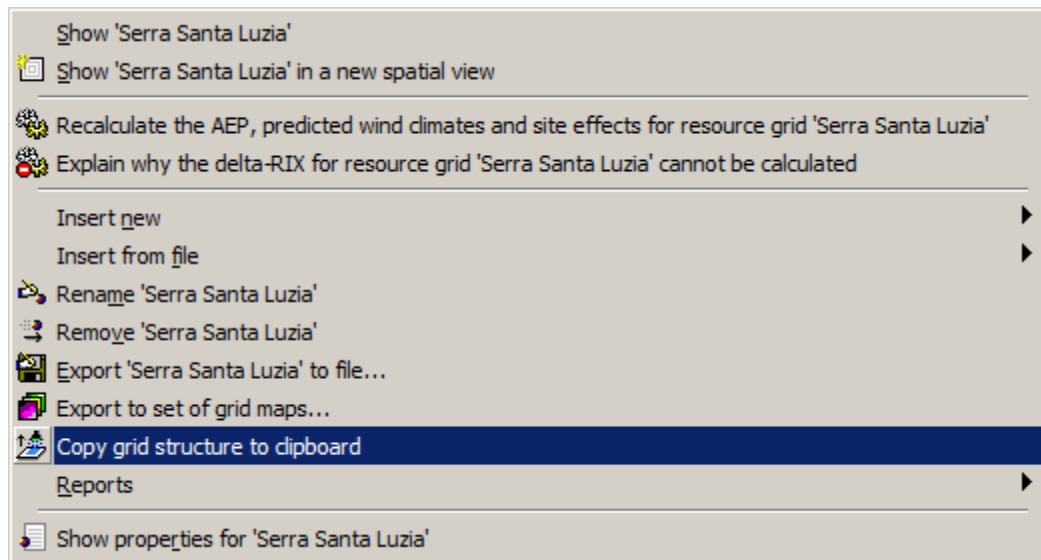 Show 'Serra Santa Luzia'
Show 'Serra Santa Luzia' in a new spatial view
Recalculate the AEP, predicted wind climates and site effects for resource grid 'Serra Santa Luzia'
Explain why the delta-RIX for resource grid 'Serra Santa Luzia' cannot be calculated
Insert new
Insert from file
Rename 'Serra Santa Luzia'
Remove 'Serra Santa Luzia'
Export 'Serra Santa Luzia' to file...
Export to set of grid maps...
Copy grid structure to clipboard
Reports
Show properties for 'Serra Santa Luzia'